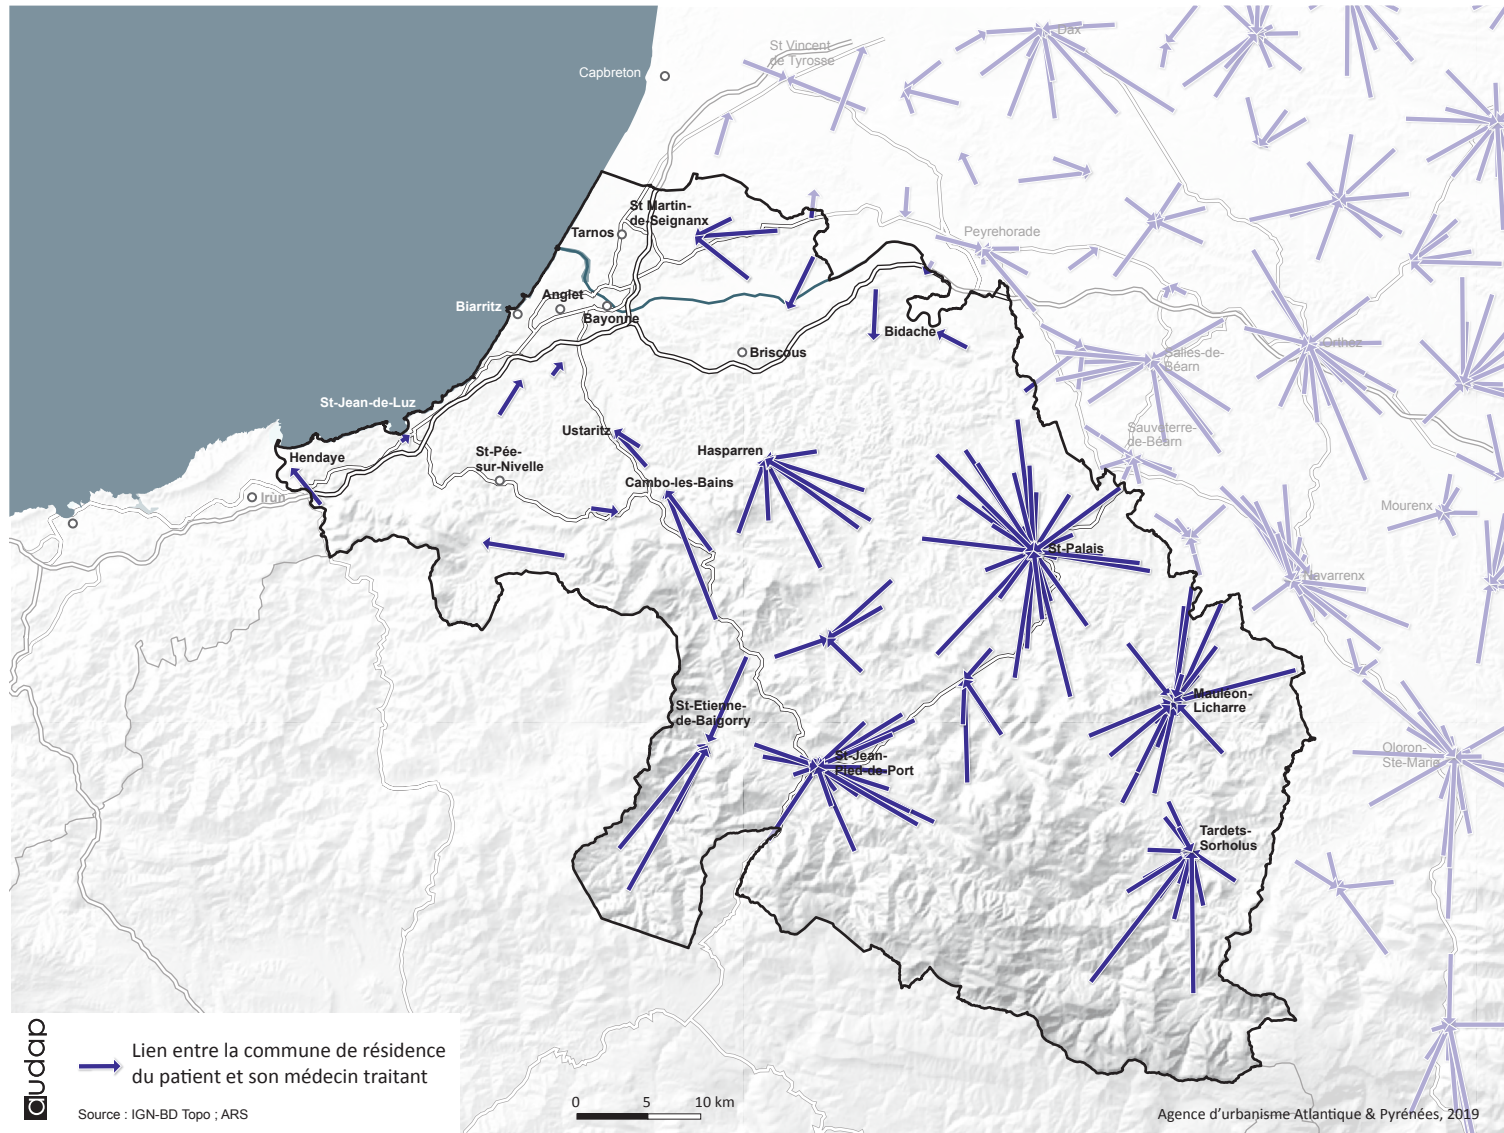 St Vincent
de Tyrosse
Dax
Capbreton
St Martin-
de-Seignanx
Tarnos
Peyrehorade
Biarritz
Anglet
Bayonne
Bidache
Briscous
Orthez
Salies-de-
Béarn
St-Jean-de-Luz
Ustaritz
Sauveterre-
de-Béarn
Hendaye
St-Pée-
sur-Nivelle
Hasparren
Cambo-les-Bains
Irun
Mourenx
St-Palais
Navarrenx
Mauléon-
Licharre
St-Etienne-
de-Baigorry
St-Jean-
Pied-de-Port
Oloron-
Ste-Marie
Tardets-
Sorholus
audap
Lien entre la commune de résidence
du patient et son médecin traitant
Source : IGN-BD Topo ; ARS
0 5 10 km
Agence d'urbanisme Atlantique & Pyrénées, 2019